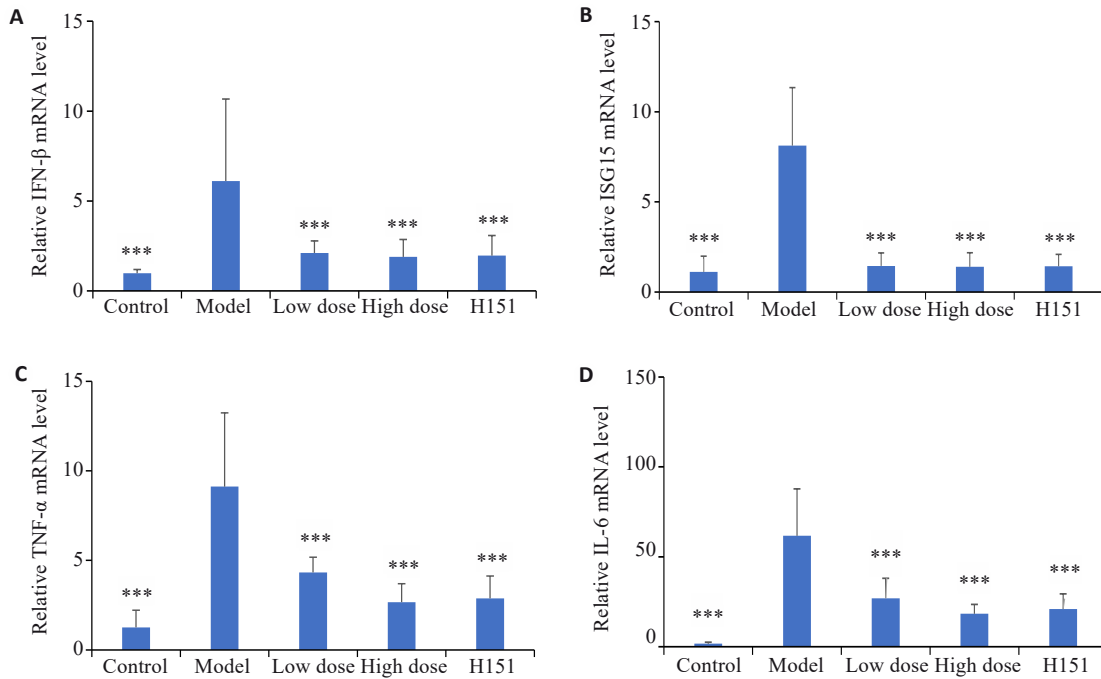 A
Relative IFN-β mRNA level
15
10
5
0
***
***
***
***
Control Model Low dose High dose H151
B
Relative ISG15 mRNA level
15
10
5
0
***
***
***
***
Control Model Low dose High dose H151
C
Relative TNF-α mRNA level
15
10
5
0
***
***
***
***
Control Model Low dose High dose H151
D
Relative IL-6 mRNA level
150
100
50
0
***
***
***
***
Control Model Low dose High dose H151